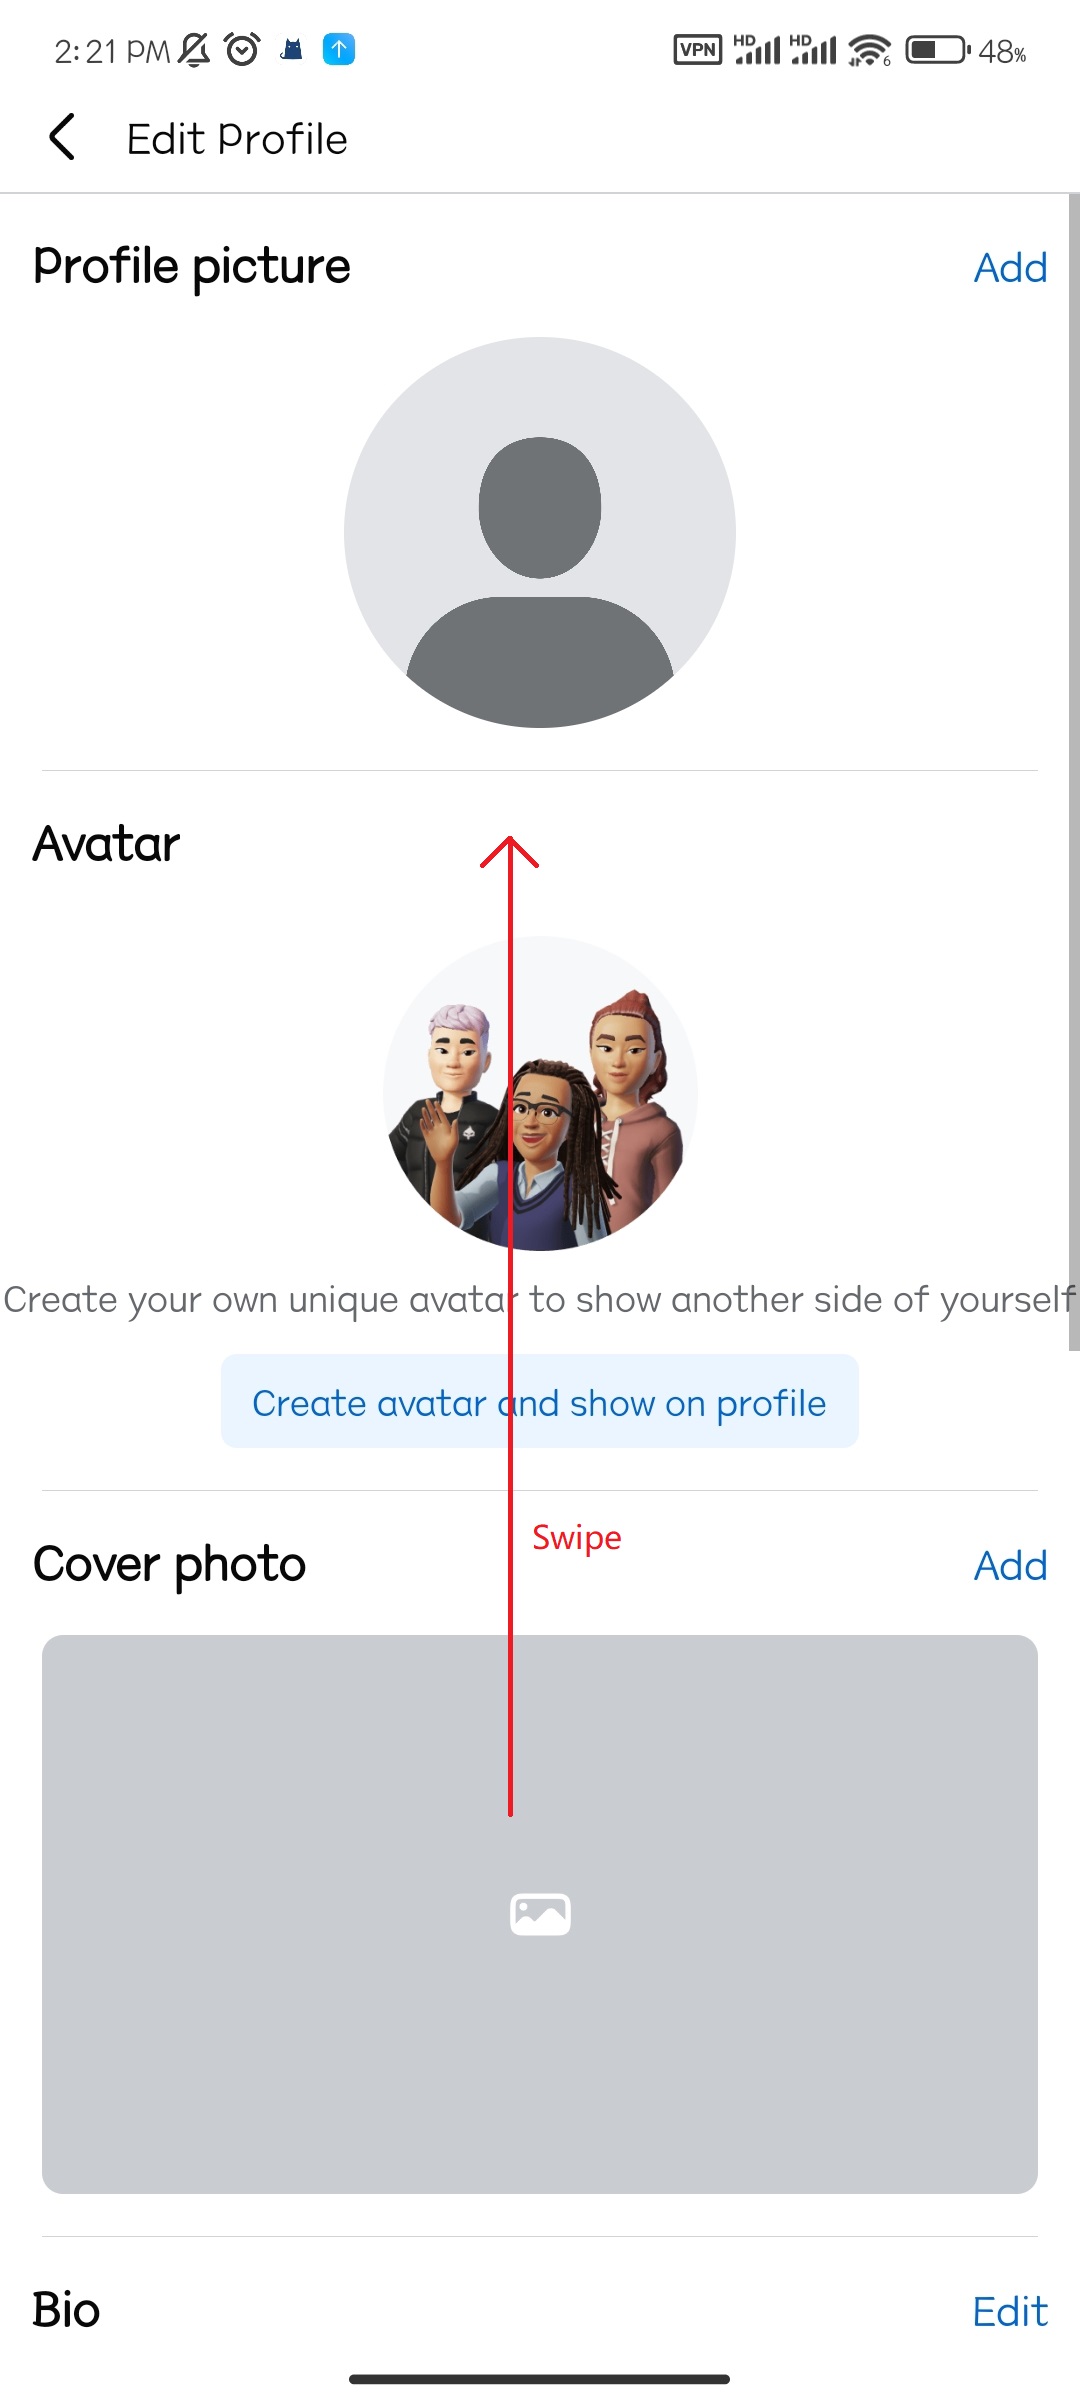 2:21 PM VPN HD HD 6 48%
Edit Profile
Profile picture Add
Avatar
Create your own unique avatar to show another side of yourself
Create avatar and show on profile
Swipe
Cover photo Add
Bio Edit